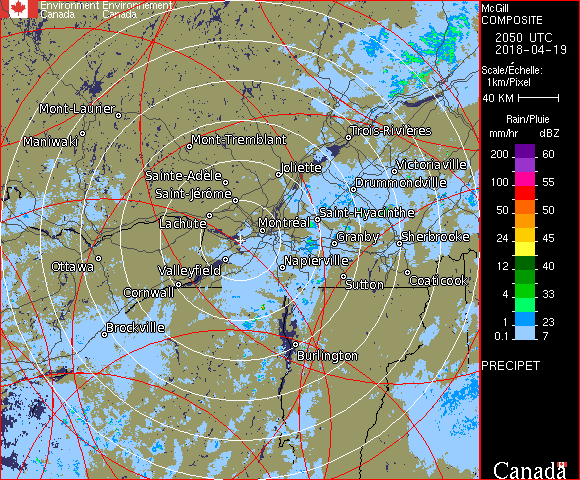 Environment Environnement
Canada Canada
McGill
COMPOSITE
2050 UTC
2018-04-19
Scale/Échelle:
1km/Pixel
40 KM
Rain/Pluie
mm/hr dBZ
200 60
100 55
50 50
24 45
12 40
4 33
1 23
0.1 7
PRECIPET
Canada
Mont-Laurier
Maniwaki
Mont-Tremblant
Trois-Rivières
Joliette
Victoriaville
Sainte-Adèle
Drummondville
Saint-Jérôme
Lachute
Saint-Hyacinthe
Montréal
Granby
Sherbrooke
Ottawa
Valleyfield
Napierville
Cornwall
Sutton
Coaticook
Brockville
Burlington